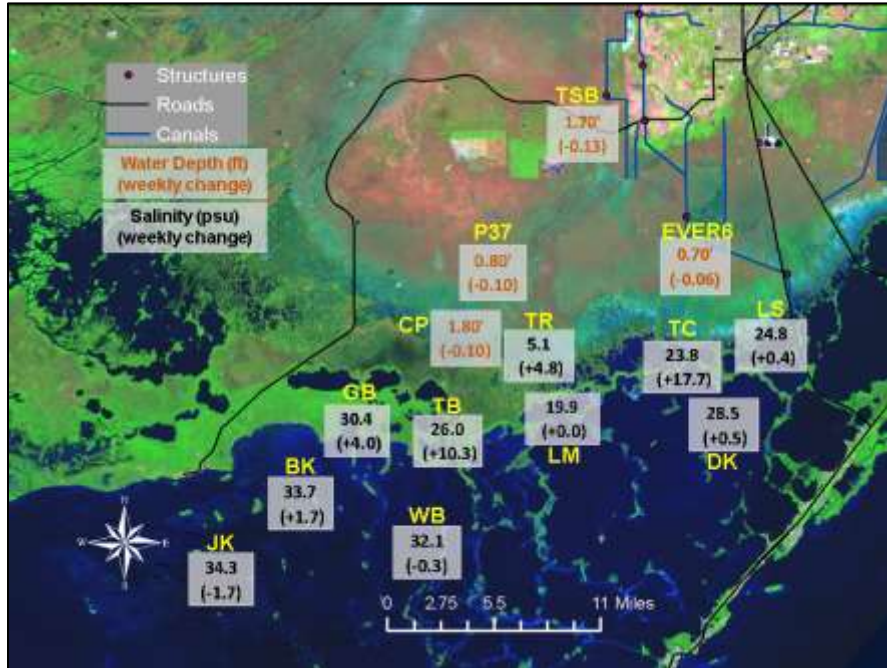 Structures
Roads
Canals
Water Depth (ft)
(weekly change)
Salinity (psu)
(weekly change)
TSB
1.70'
(-0.13)
P37
0.80'
(-0.10)
EVER6
0.70'
(-0.06)
CP
1.80'
(-0.10)
TR
5.1
(+4.8)
TC
23.8
(+17.7)
LS
24.8
(+0.4)
GB
30.4
(+4.0)
TB
26.0
(+10.3)
19.9
(+0.0)
LM
28.5
(+0.5)
DK
BK
33.7
(+1.7)
WB
32.1
(-0.3)
JK
34.3
(-1.7)
N
W E
S
0 2.75 5.5 11 Miles